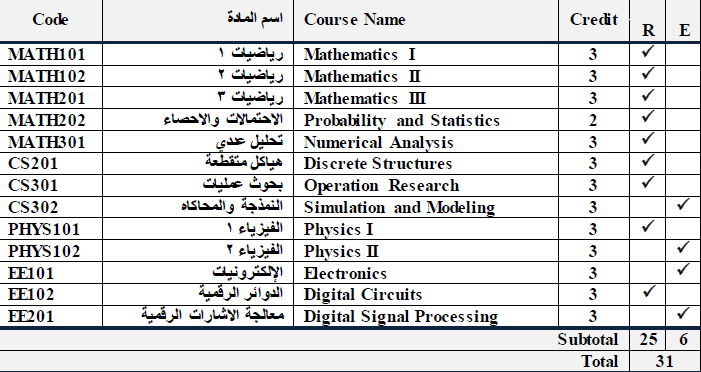 Code اسم المادة Course Name Credit R E
MATH101 رياضيات ١ Mathematics I 3 ✓
MATH102 رياضيات ٢ Mathematics II 3 ✓
MATH201 رياضيات ٣ Mathematics III 3 ✓
MATH202 الاحتمالات والاحصاء Probability and Statistics 2 ✓
MATH301 تحليل عددي Numerical Analysis 3 ✓
CS201 هياكل متقطعة Discrete Structures 3 ✓
CS301 بحوث عمليات Operation Research 3 ✓
CS302 النمذجة والمحاكاه Simulation and Modeling 3 ✓
PHYS101 الفيزياء ١ Physics I 3 ✓
PHYS102 الفيزياء ٢ Physics II 3 ✓
EE101 الإلكترونيات Electronics 3 ✓
EE102 الدوائر الرقمية Digital Circuits 3 ✓
EE201 معالجة الاشارات الرقمية Digital Signal Processing 3 ✓
Subtotal 25 6
Total 31